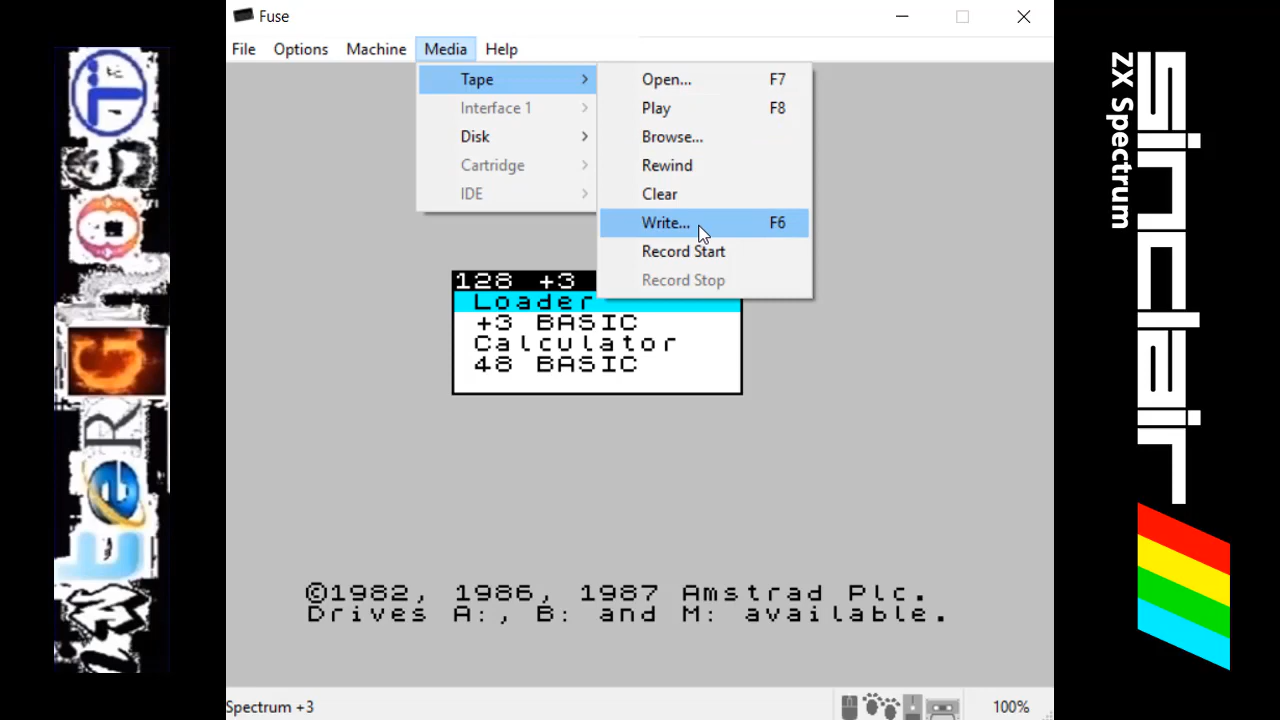 Fuse
File Options Machine Media Help
Tape
Interface 1
Disk
Cartridge
IDE
Open... F7
Play F8
Browse...
Rewind
Clear
Write... F6
Record Start
Record Stop
128 +3
Loader
+3 BASIC
Calculator
48 BASIC
©1982, 1986, 1987 Amstrad Plc.
Drives A:, B: and M: available.
Spectrum +3
100%
sinclair
ZX Spectrum